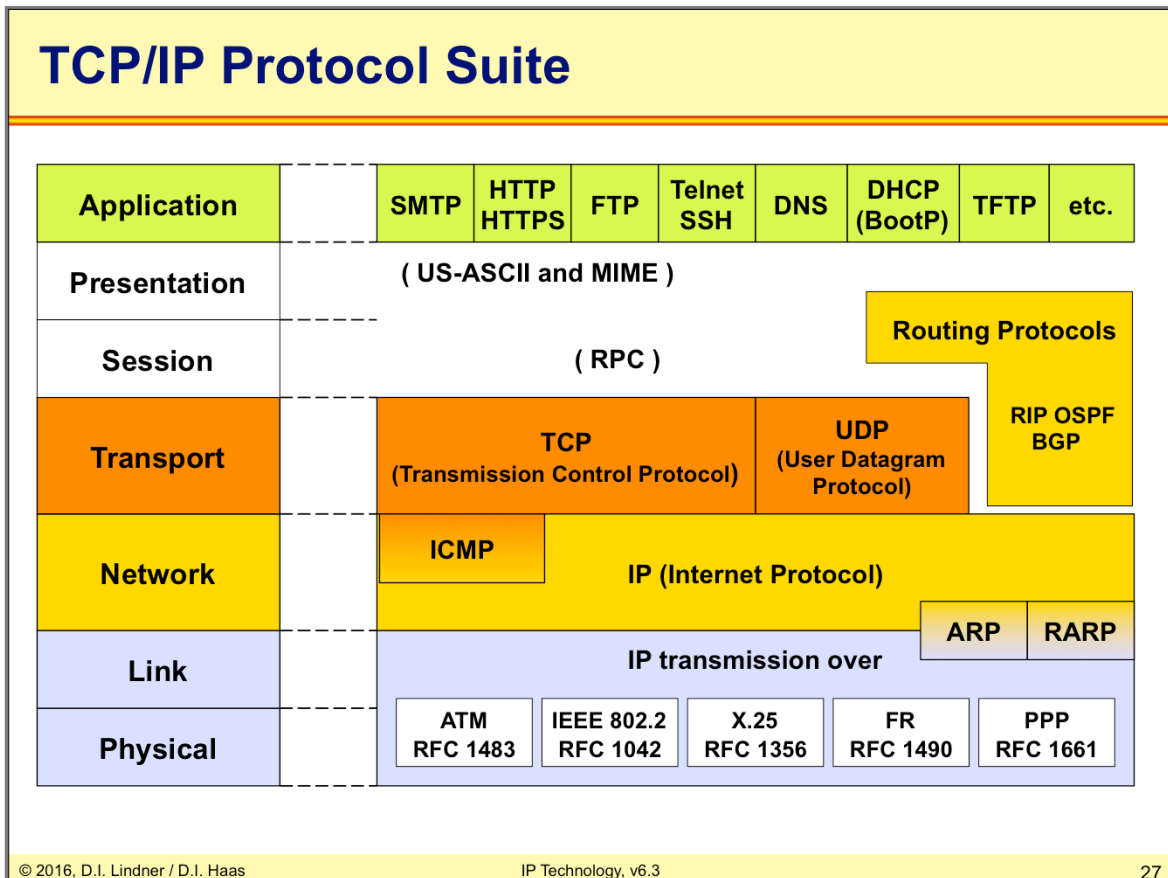 TCP/IP Protocol Suite
Application
SMTP
HTTP
HTTPS
FTP
Telnet
SSH
DNS
DHCP
(BootP)
TFTP
etc.
Presentation
( US-ASCII and MIME )
Session
( RPC )
Routing Protocols
RIP OSPF
BGP
Transport
TCP
(Transmission Control Protocol)
UDP
(User Datagram
Protocol)
Network
ICMP
IP (Internet Protocol)
ARP
RARP
Link
IP transmission over
Physical
ATM
RFC 1483
IEEE 802.2
RFC 1042
X.25
RFC 1356
FR
RFC 1490
PPP
RFC 1661
© 2016, D.I. Lindner / D.I. Haas
IP Technology, v6.3
27